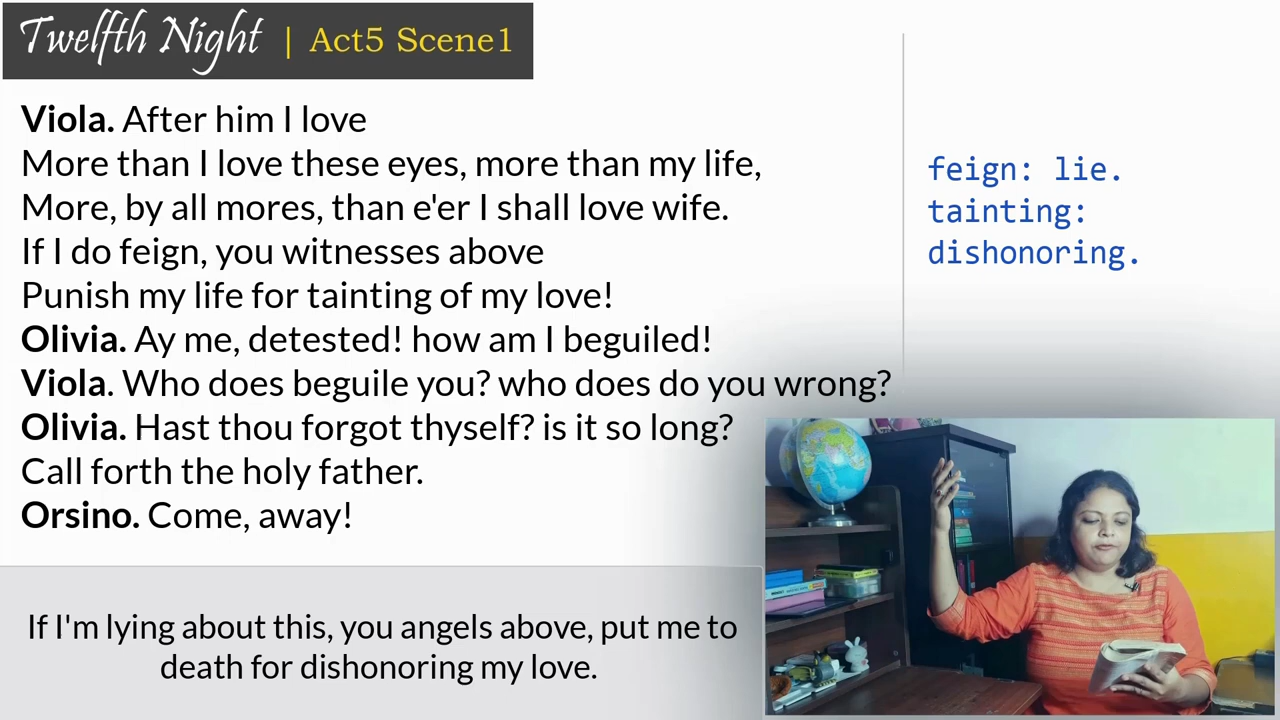 Twelfth Night | Act5 Scene1
Viola. After him I love
More than I love these eyes, more than my life,
More, by all mores, than e'er I shall love wife.
If I do feign, you witnesses above
Punish my life for tainting of my love!
Olivia. Ay me, detested! how am I beguiled!
Viola. Who does beguile you? who does do you wrong?
Olivia. Hast thou forgot thyself? is it so long?
Call forth the holy father.
Orsino. Come, away!
feign: lie.
tainting:
dishonoring.
If I'm lying about this, you angels above, put me to
death for dishonoring my love.